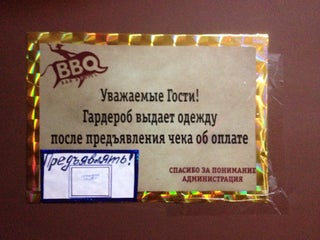 BBQ
Уважаемые Гости!
Гардероб выдает одежду
после предъявления чека об оплате
Предъявлять!
СПАСИБО ЗА ПОНИМАНИЕ
АДМИНИСТРАЦИЯ